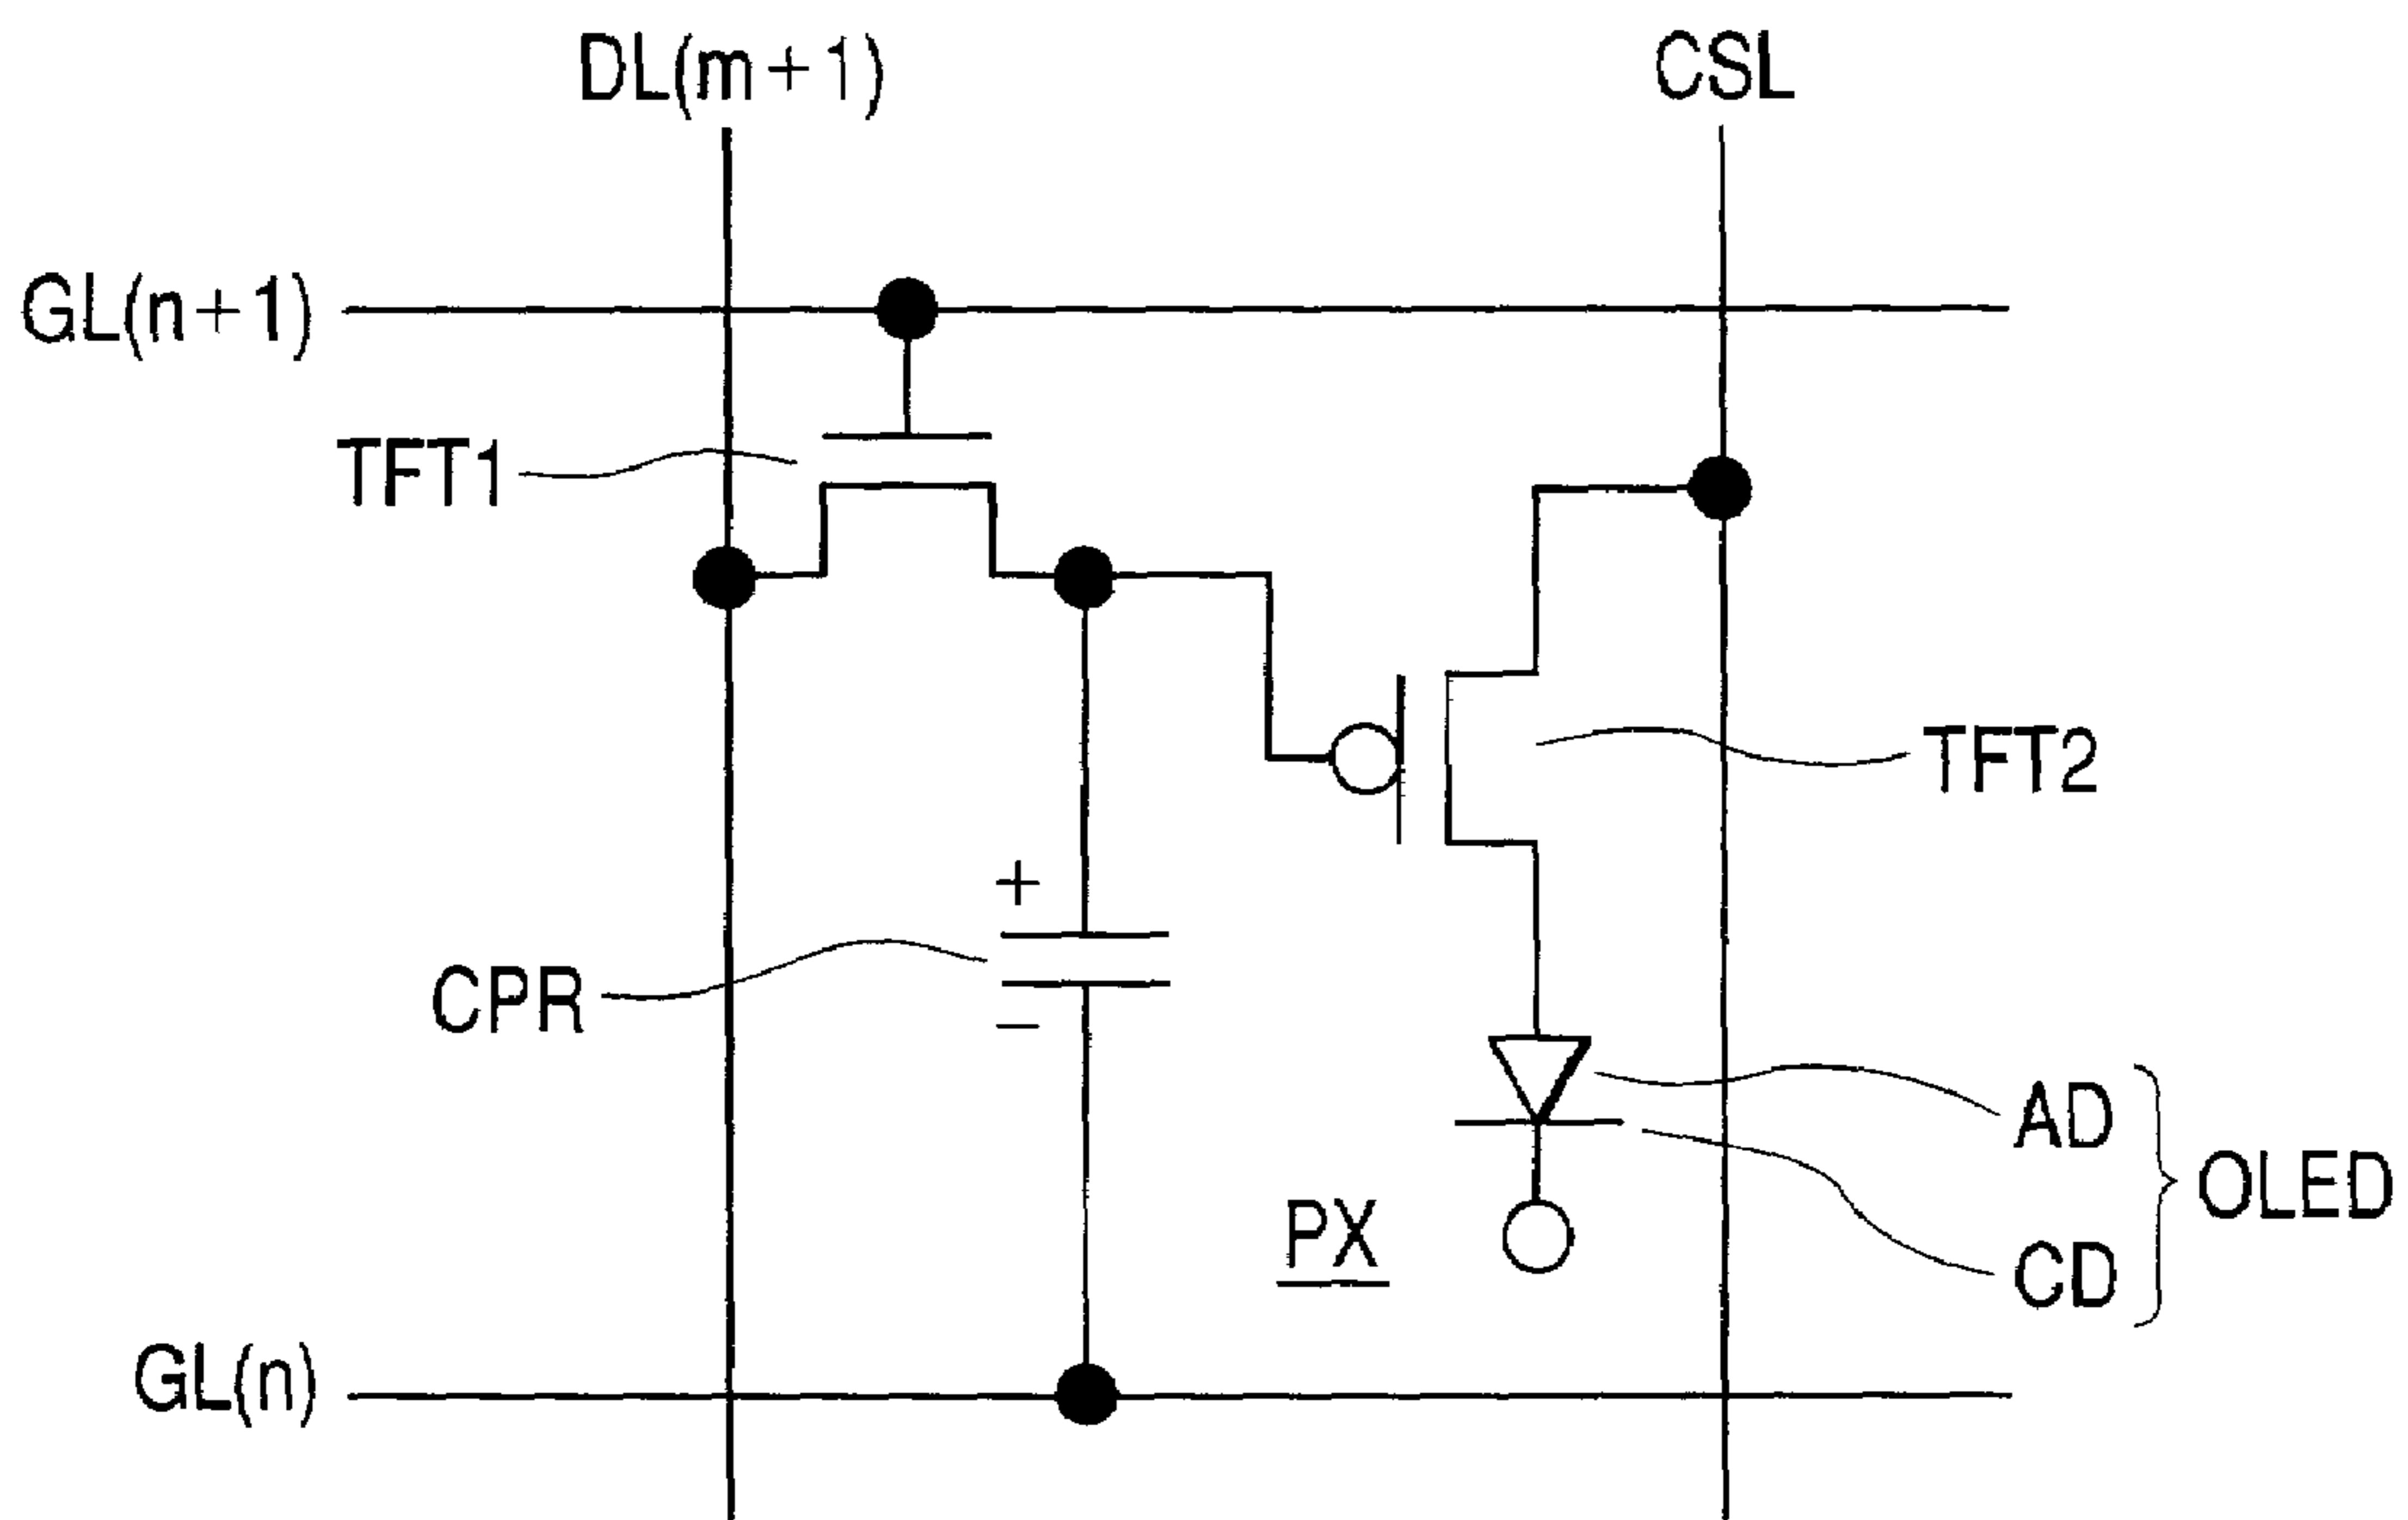 DL(m+1)
CSL
GL(n+1)
TFT1
TFT2
+
CPR
−
AD
OLED
PX
CD
GL(n)